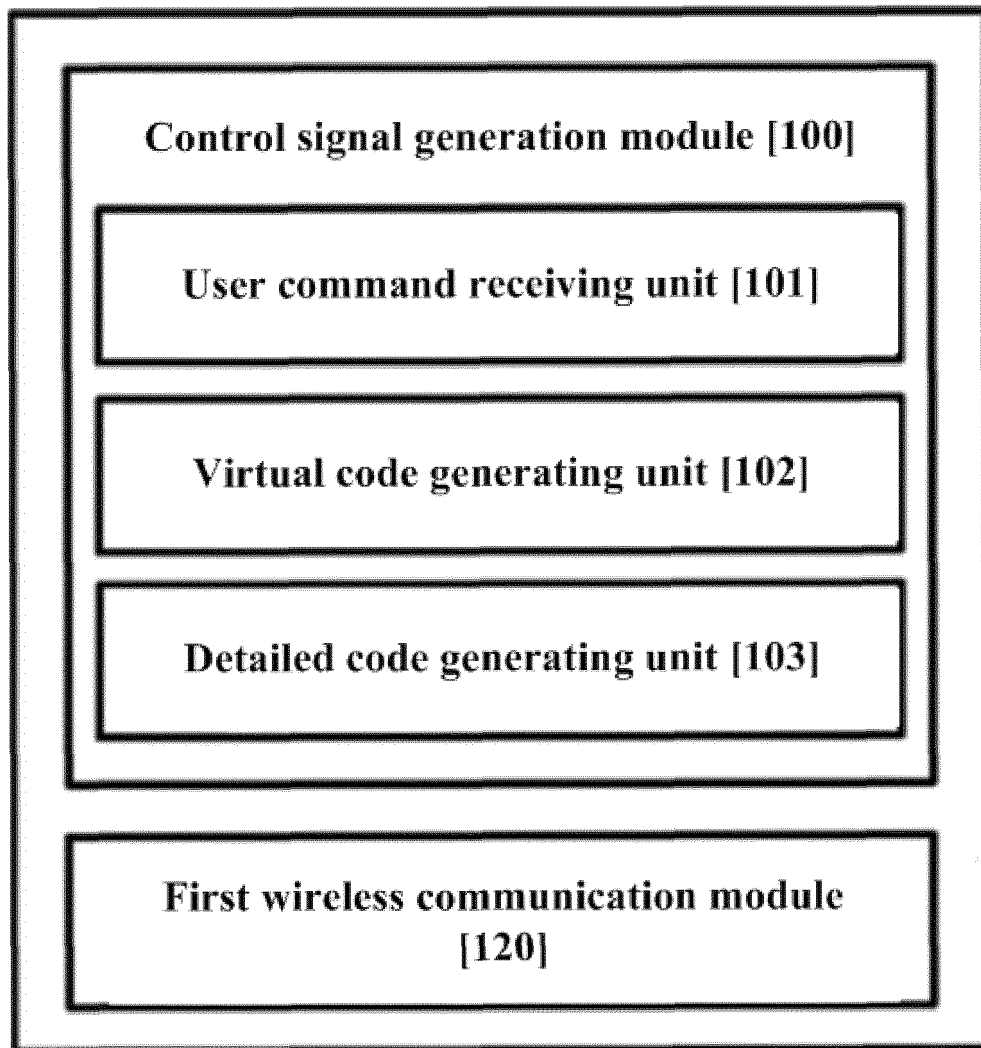 Control signal generation module [100]
User command receiving unit [101]
Virtual code generating unit [102]
Detailed code generating unit [103]
First wireless communication module
[120]